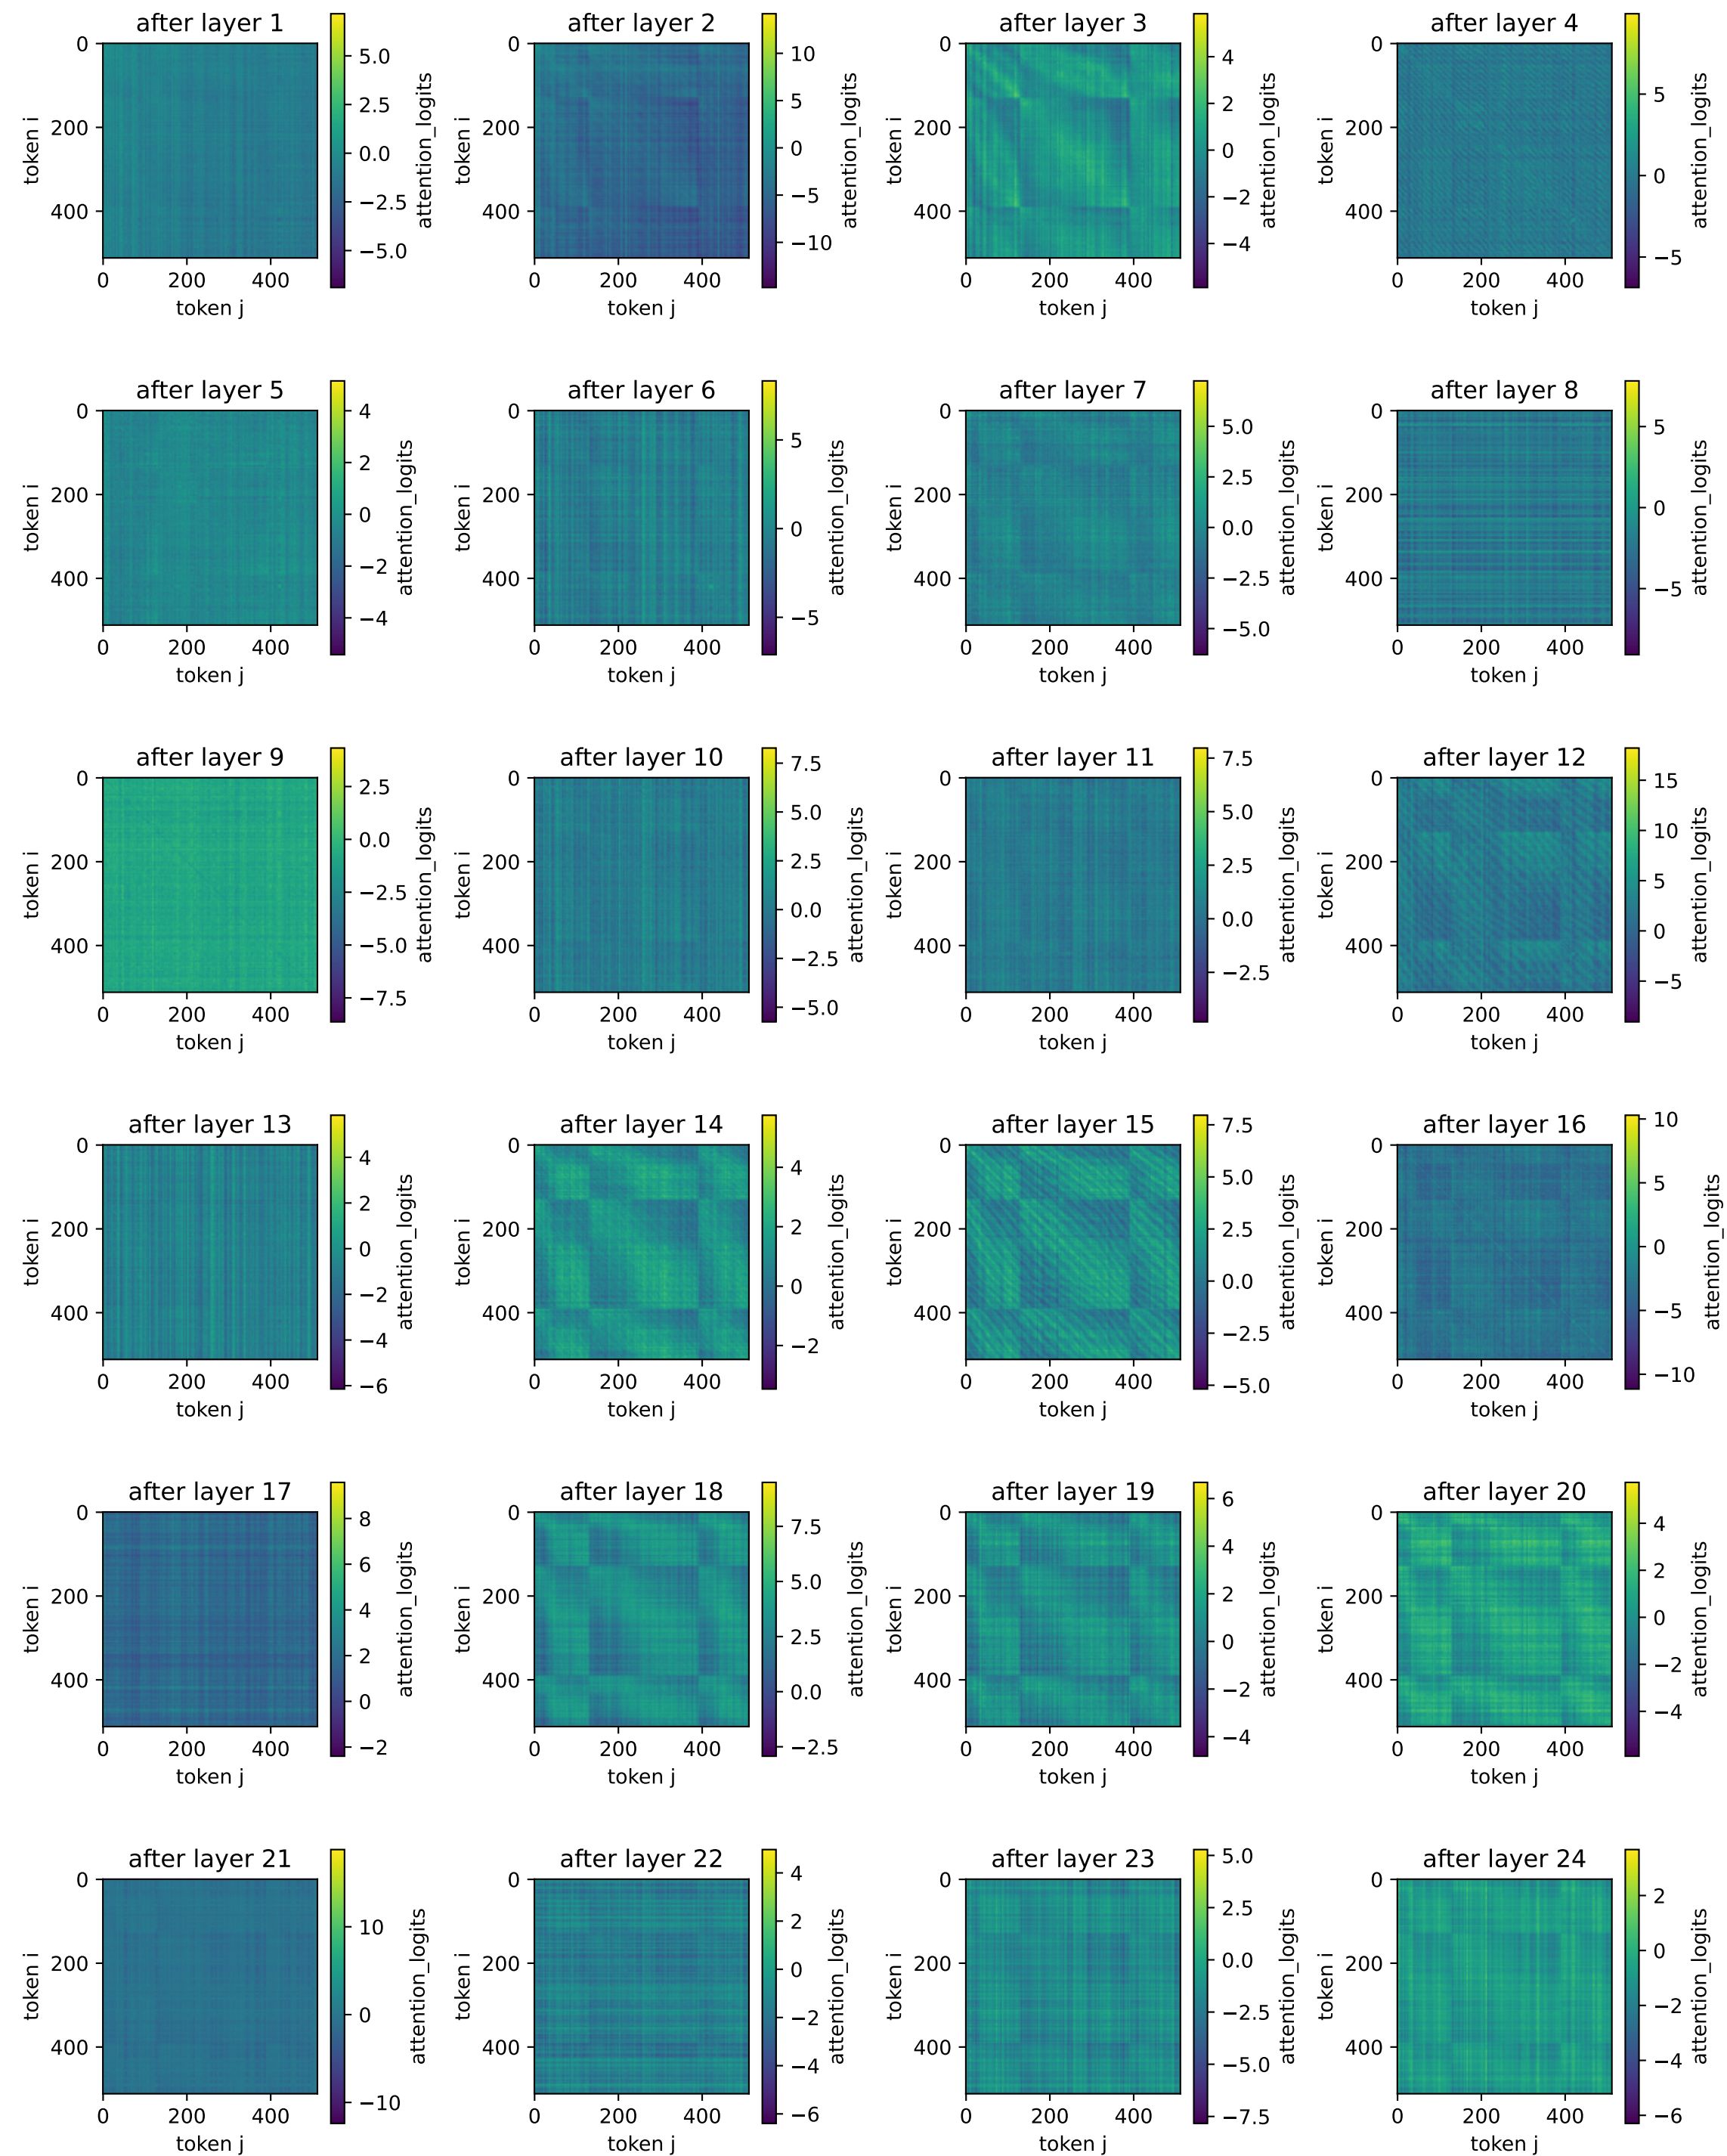 after layer 1
0
200
400
token i
0 200 400
token j
5.0
2.5
0.0
−2.5
−5.0
attention_logits
after layer 2
0
200
400
token i
0 200 400
token j
10
5
0
−5
−10
attention_logits
after layer 3
0
200
400
token i
0 200 400
token j
4
2
0
−2
−4
attention_logits
after layer 4
0
200
400
token i
0 200 400
token j
5
0
−5
attention_logits
after layer 5
0
200
400
token i
0 200 400
token j
4
2
0
−2
−4
attention_logits
after layer 6
0
200
400
token i
0 200 400
token j
5
0
−5
attention_logits
after layer 7
0
200
400
token i
0 200 400
token j
5.0
2.5
0.0
−2.5
−5.0
attention_logits
after layer 8
0
200
400
token i
0 200 400
token j
5
0
−5
attention_logits
after layer 9
0
200
400
token i
0 200 400
token j
2.5
0.0
−2.5
−5.0
−7.5
attention_logits
after layer 10
0
200
400
token i
0 200 400
token j
7.5
5.0
2.5
0.0
−2.5
−5.0
attention_logits
after layer 11
0
200
400
token i
0 200 400
token j
7.5
5.0
2.5
0.0
−2.5
attention_logits
after layer 12
0
200
400
token i
0 200 400
token j
15
10
5
0
−5
attention_logits
after layer 13
0
200
400
token i
0 200 400
token j
4
2
0
−2
−4
−6
attention_logits
after layer 14
0
200
400
token i
0 200 400
token j
4
2
0
−2
attention_logits
after layer 15
0
200
400
token i
0 200 400
token j
7.5
5.0
2.5
0.0
−2.5
−5.0
attention_logits
after layer 16
0
200
400
token i
0 200 400
token j
10
5
0
−5
−10
attention_logits
after layer 17
0
200
400
token i
0 200 400
token j
8
6
4
2
0
−2
attention_logits
after layer 18
0
200
400
token i
0 200 400
token j
7.5
5.0
2.5
0.0
−2.5
attention_logits
after layer 19
0
200
400
token i
0 200 400
token j
6
4
2
0
−2
−4
attention_logits
after layer 20
0
200
400
token i
0 200 400
token j
4
2
0
−2
−4
attention_logits
after layer 21
0
200
400
token i
0 200 400
token j
10
0
−10
attention_logits
after layer 22
0
200
400
token i
0 200 400
token j
4
2
0
−2
−4
−6
attention_logits
after layer 23
0
200
400
token i
0 200 400
token j
5.0
2.5
0.0
−2.5
−5.0
−7.5
attention_logits
after layer 24
0
200
400
token i
0 200 400
token j
2
0
−2
−4
−6
attention_logits